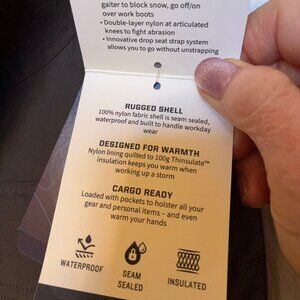 gaiter to block snow, go off/on
over work boots
• Double-layer nylon at articulated
knees to fight abrasion
• Innovative drop seat strap system
allows you to go without unstrapping
RUGGED SHELL
100% nylon fabric shell is seam sealed,
waterproof and built to handle workday
wear
DESIGNED FOR WARMTH
Nylon lining quilted to 100g Thinsulate™
insulation keeps you warm when
working up a storm
CARGO READY
Loaded with pockets to holster all your
gear and personal items – and even
warm your hands
WATERPROOF
SEAM
SEALED
INSULATED